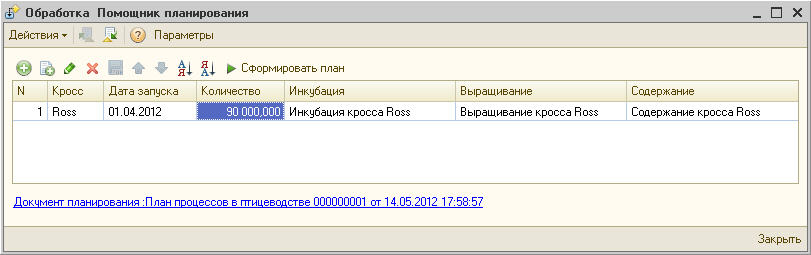 Обработка Помощник планирования
Действия Параметры
Сформировать план
N Кросс Дата запуска Количество Инкубация Выращивание Содержание
1 Ross 01.04.2012 90 000,000 Инкубация кросса Ross Выращивание кросса Ross Содержание кросса Ross
Документ планирования :План процессов в птицеводстве 000000001 от 14.05.2012 17:58:57
Закрыть